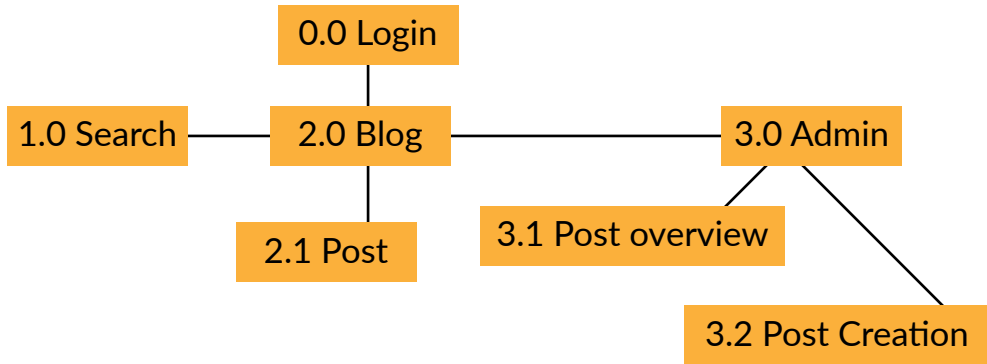 0.0 Login
1.0 Search
2.0 Blog
3.0 Admin
2.1 Post
3.1 Post overview
3.2 Post Creation